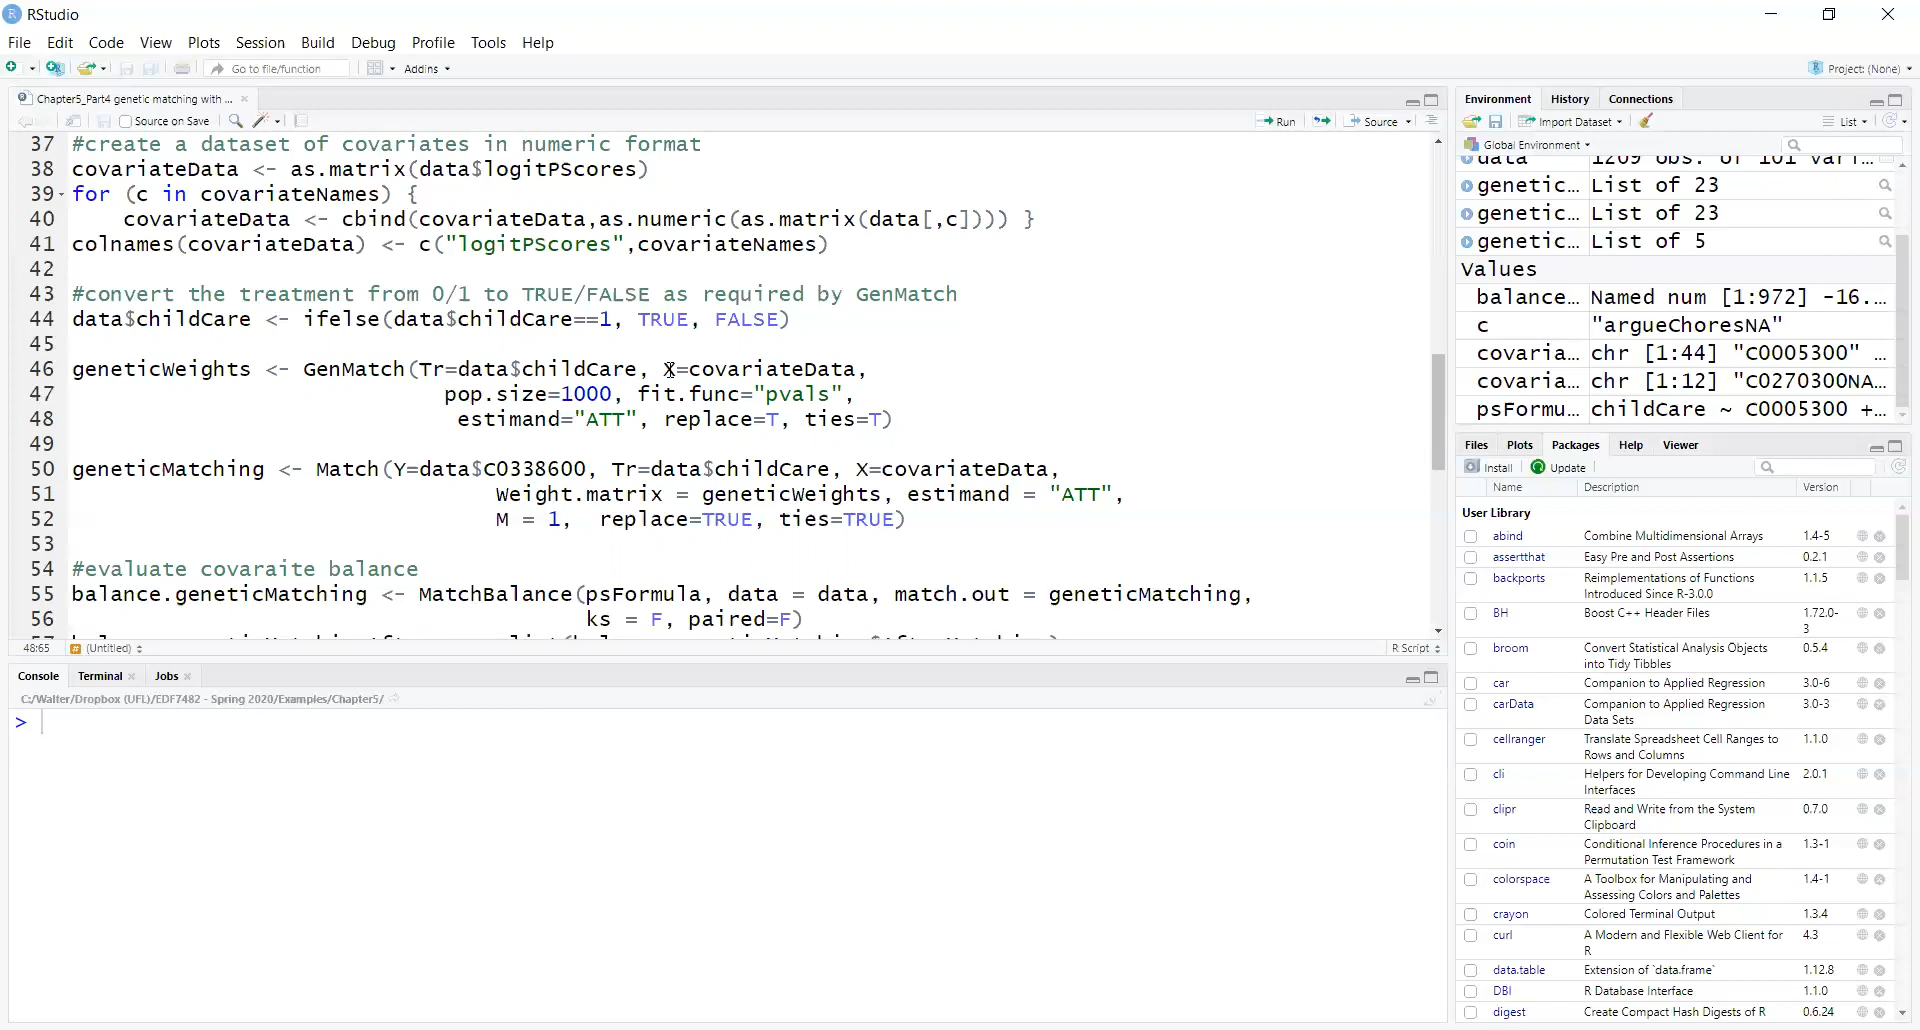 RStudio
File Edit Code View Plots Session Build Debug Profile Tools Help
Go to file/function Addins Project: (None)
Chapter5_Part4 genetic matching with ...
Source on Save Run Source
37 #create a dataset of covariates in numeric format
38 covariateData <- as.matrix(data$logitPScores)
39 for (c in covariateNames) {
40 covariateData <- cbind(covariateData,as.numeric(as.matrix(data[,c]))) }
41 colnames(covariateData) <- c("logitPScores",covariateNames)
42
43 #convert the treatment from 0/1 to TRUE/FALSE as required by GenMatch
44 data$childCare <- ifelse(data$childCare==1, TRUE, FALSE)
45
46 geneticWeights <- GenMatch(Tr=data$childCare, X=covariateData,
47 pop.size=1000, fit.func="pvals",
48 estimand="ATT", replace=T, ties=T)
49
50 geneticMatching <- Match(Y=data$C0338600, Tr=data$childCare, X=covariateData,
51 Weight.matrix = geneticWeights, estimand = "ATT",
52 M = 1, replace=TRUE, ties=TRUE)
53
54 #evaluate covaraite balance
55 balance.geneticMatching <- MatchBalance(psFormula, data = data, match.out = geneticMatching,
56 ks = F, paired=F)
48:65 (Untitled) R Script
Console Terminal Jobs
C:/Walter/Dropbox (UFL)/EDF7482 - Spring 2020/Examples/Chapter5/
>
Environment History Connections
Import Dataset List
Global Environment
data 1209 obs. of 101 vari...
genetic... List of 23
genetic... List of 23
genetic... List of 5
Values
balance... Named num [1:972] -16....
c "argueChoresNA"
covaria... chr [1:44] "C0005300" ...
covaria... chr [1:12] "C0270300NA...
psFormu... childCare ~ C0005300 +...
Files Plots Packages Help Viewer
Install Update
Name Description Version
User Library
abind Combine Multidimensional Arrays 1.4-5
assertthat Easy Pre and Post Assertions 0.2.1
backports Reimplementations of Functions 1.1.5
Introduced Since R-3.0.0
BH Boost C++ Header Files 1.72.0-
3
broom Convert Statistical Analysis Objects 0.5.4
into Tidy Tibbles
car Companion to Applied Regression 3.0-6
carData Companion to Applied Regression 3.0-3
Data Sets
cellranger Translate Spreadsheet Cell Ranges to 1.1.0
Rows and Columns
cli Helpers for Developing Command Line 2.0.1
Interfaces
clipr Read and Write from the System 0.7.0
Clipboard
coin Conditional Inference Procedures in a 1.3-1
Permutation Test Framework
colorspace A Toolbox for Manipulating and 1.4-1
Assessing Colors and Palettes
crayon Colored Terminal Output 1.3.4
curl A Modern and Flexible Web Client for 4.3
R
data.table Extension of `data.frame` 1.12.8
DBI R Database Interface 1.1.0
digest Create Compact Hash Digests of R 0.6.24